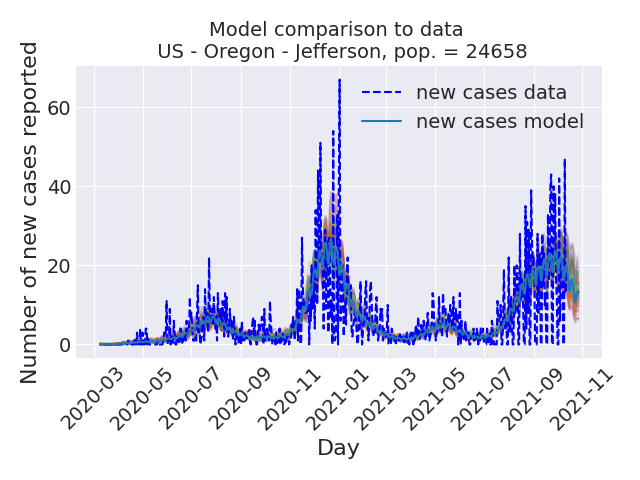 Model comparison to data
US - Oregon - Jefferson, pop. = 24658
Number of new cases reported
60
40
20
0
new cases data
new cases model
2020-03
2020-05
2020-07
2020-09
2020-11
2021-01
2021-03
2021-05
2021-07
2021-09
2021-11
Day